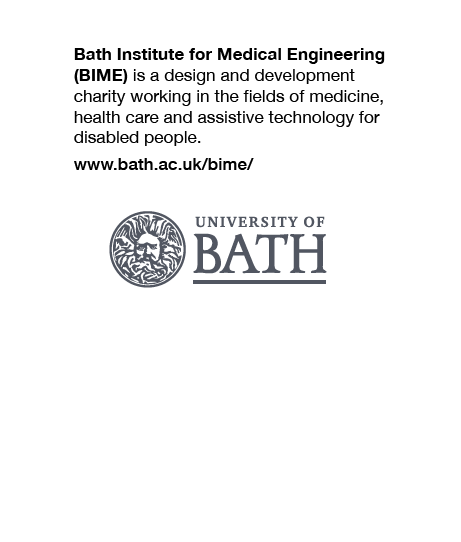 Bath Institute for Medical Engineering
(BIME) is a design and development
charity working in the fields of medicine,
health care and assistive technology for
disabled people.
www.bath.ac.uk/bime/
UNIVERSITY OF
BATH